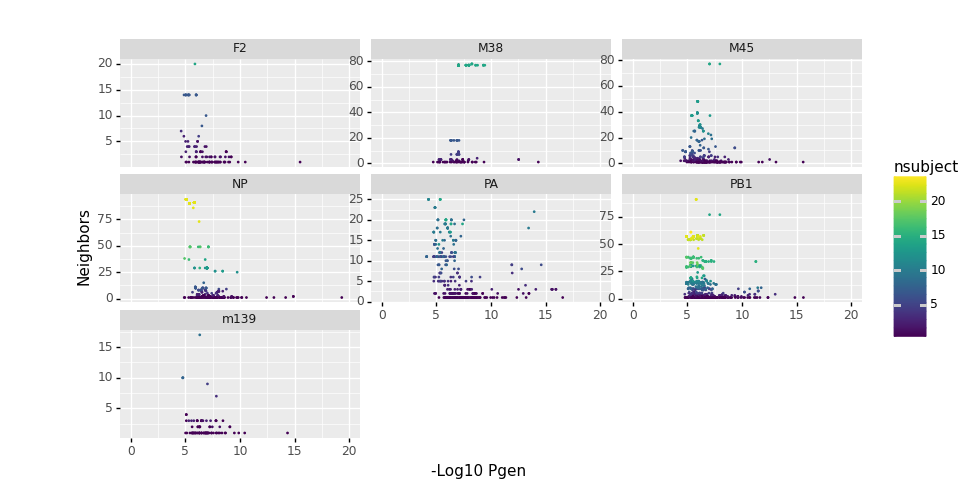 F2 M38 M45
20 15 10 5
80 60 40 20 0
80 60 40 20 0
nsubject
20
15
10
5
NP PA PB1
Neighbors
75 50 25 0
25 20 15 10 5 0
75 50 25 0
0 5 10 15 20
0 5 10 15 20
m139
15 10 5
0 5 10 15 20
-Log10 Pgen